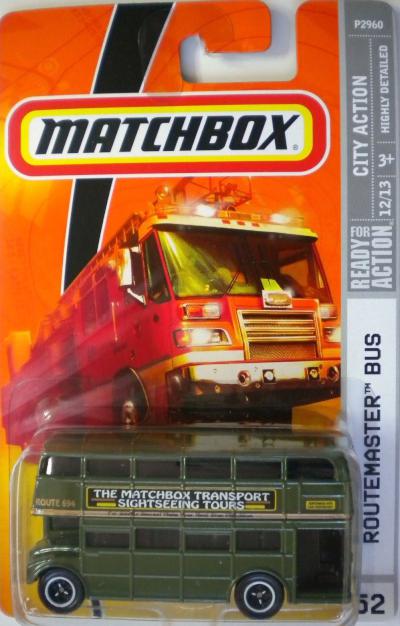 P2960
MATCHBOX®
CITY ACTION
HIGHLY DETAILED
READY FOR
ACTION
12/13
3+
ROUTEMASTER™ BUS
ROUTE 694
THE MATCHBOX TRANSPORT
SIGHTSEEING TOURS
52